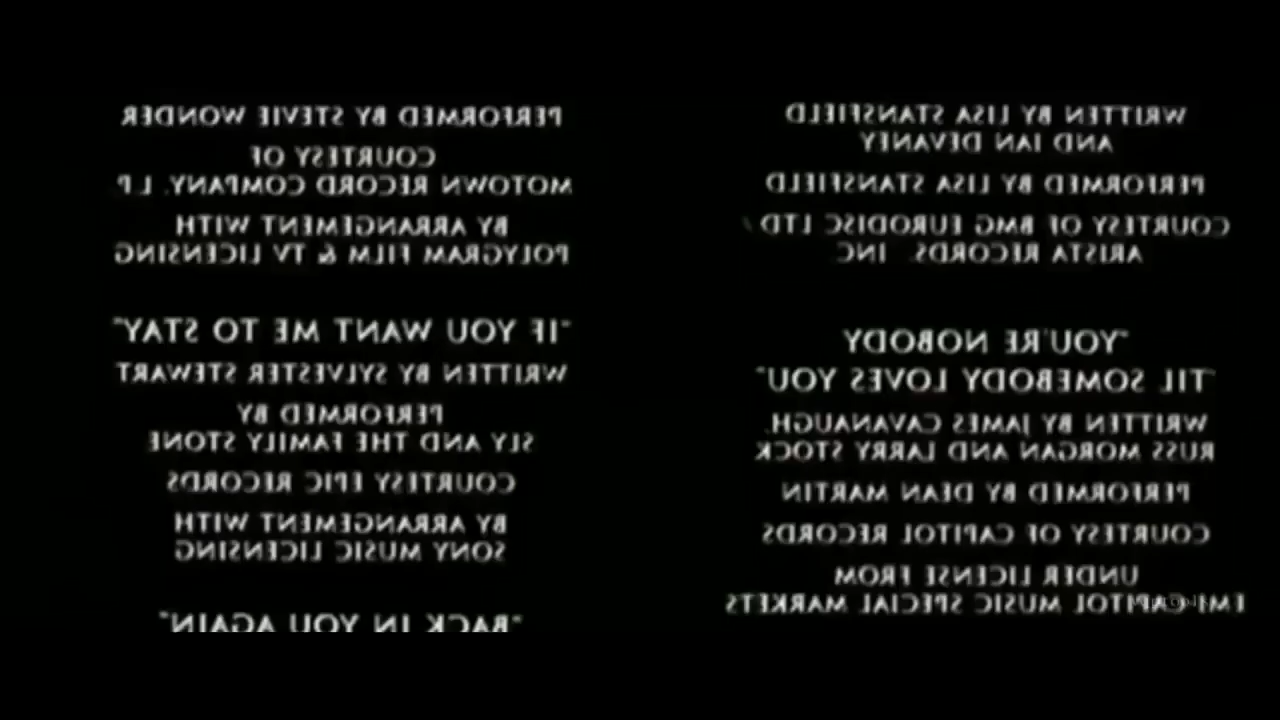 PERFORMED BY STEVIE WONDER
COURTESY OF
MOTOWN RECORD COMPANY, L.P.
BY ARRANGEMENT WITH
POLYGRAM FILM & TV LICENSING
"IF YOU WANT ME TO STAY"
WRITTEN BY SYLVESTER STEWART
PERFORMED BY
SLY AND THE FAMILY STONE
COURTESY EPIC RECORDS
BY ARRANGEMENT WITH
SONY MUSIC LICENSING
"BACK IN YOU AGAIN"
WRITTEN BY LISA STANSFIELD
AND IAN DEVANEY
PERFORMED BY LISA STANSFIELD
COURTESY OF BMG EURODISC LTD /
ARISTA RECORDS, INC.
"YOU'RE NOBODY
'TIL SOMEBODY LOVES YOU"
WRITTEN BY JAMES CAVANAUGH,
RUSS MORGAN AND LARRY STOCK
PERFORMED BY DEAN MARTIN
COURTESY OF CAPITOL RECORDS
UNDER LICENSE FROM
EMI-CAPITOL MUSIC SPECIAL MARKETS